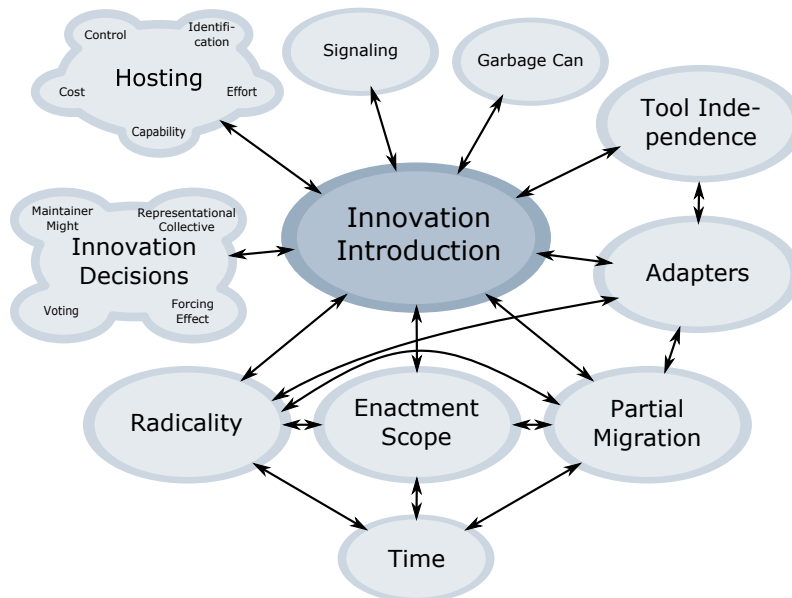 Control
Identifi-
cation
Hosting
Cost
Effort
Capability
Signaling
Garbage Can
Tool Inde-
pendence
Innovation
Introduction
Maintainer
Might
Representational
Collective
Innovation
Decisions
Voting
Forcing
Effect
Adapters
Radicality
Enactment
Scope
Partial
Migration
Time